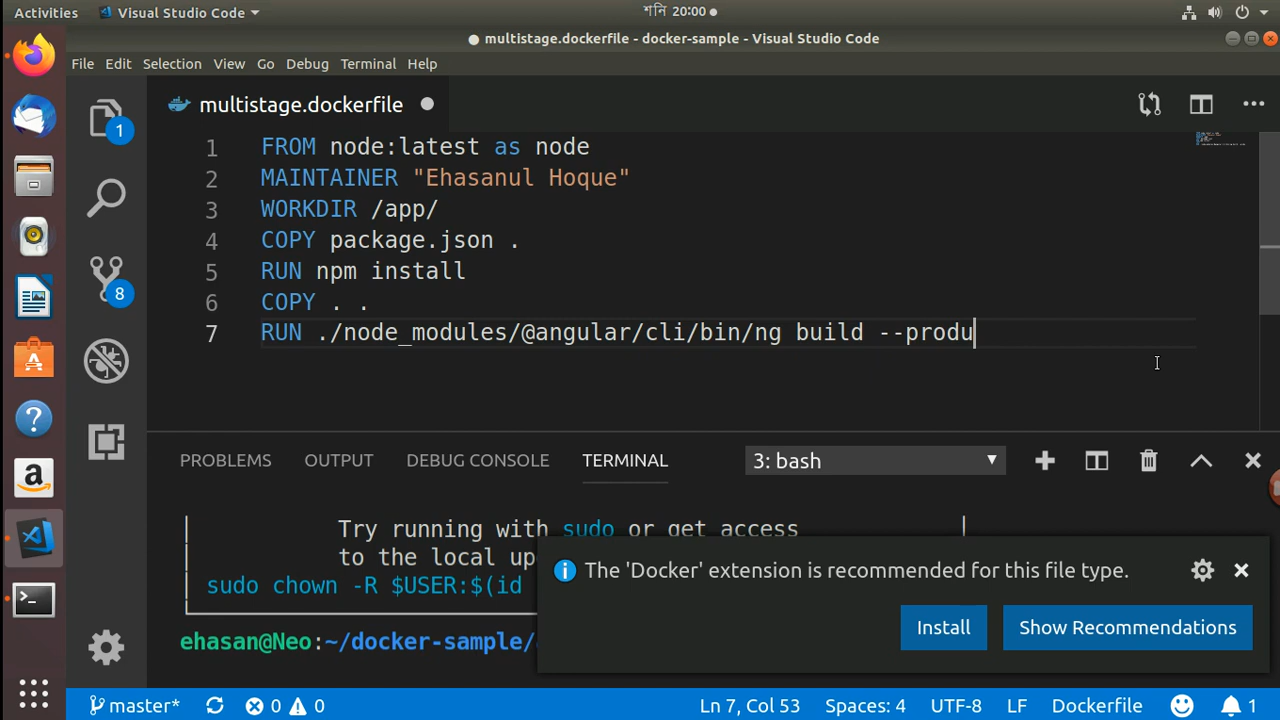 Activities
Visual Studio Code
শনি 20:00
● multistage.dockerfile - docker-sample - Visual Studio Code
File Edit Selection View Go Debug Terminal Help
multistage.dockerfile
1 FROM node:latest as node
2 MAINTAINER "Ehasanul Hoque"
3 WORKDIR /app/
4 COPY package.json .
5 RUN npm install
6 COPY . .
7 RUN ./node_modules/@angular/cli/bin/ng build --produ
1
8
PROBLEMS OUTPUT DEBUG CONSOLE TERMINAL 3: bash
Try running with sudo or get access
to the local up
sudo chown -R $USER:$(id
ehasan@Neo:~/docker-sample/
The 'Docker' extension is recommended for this file type.
Install
Show Recommendations
master* 0 0 Ln 7, Col 53 Spaces: 4 UTF-8 LF Dockerfile 1